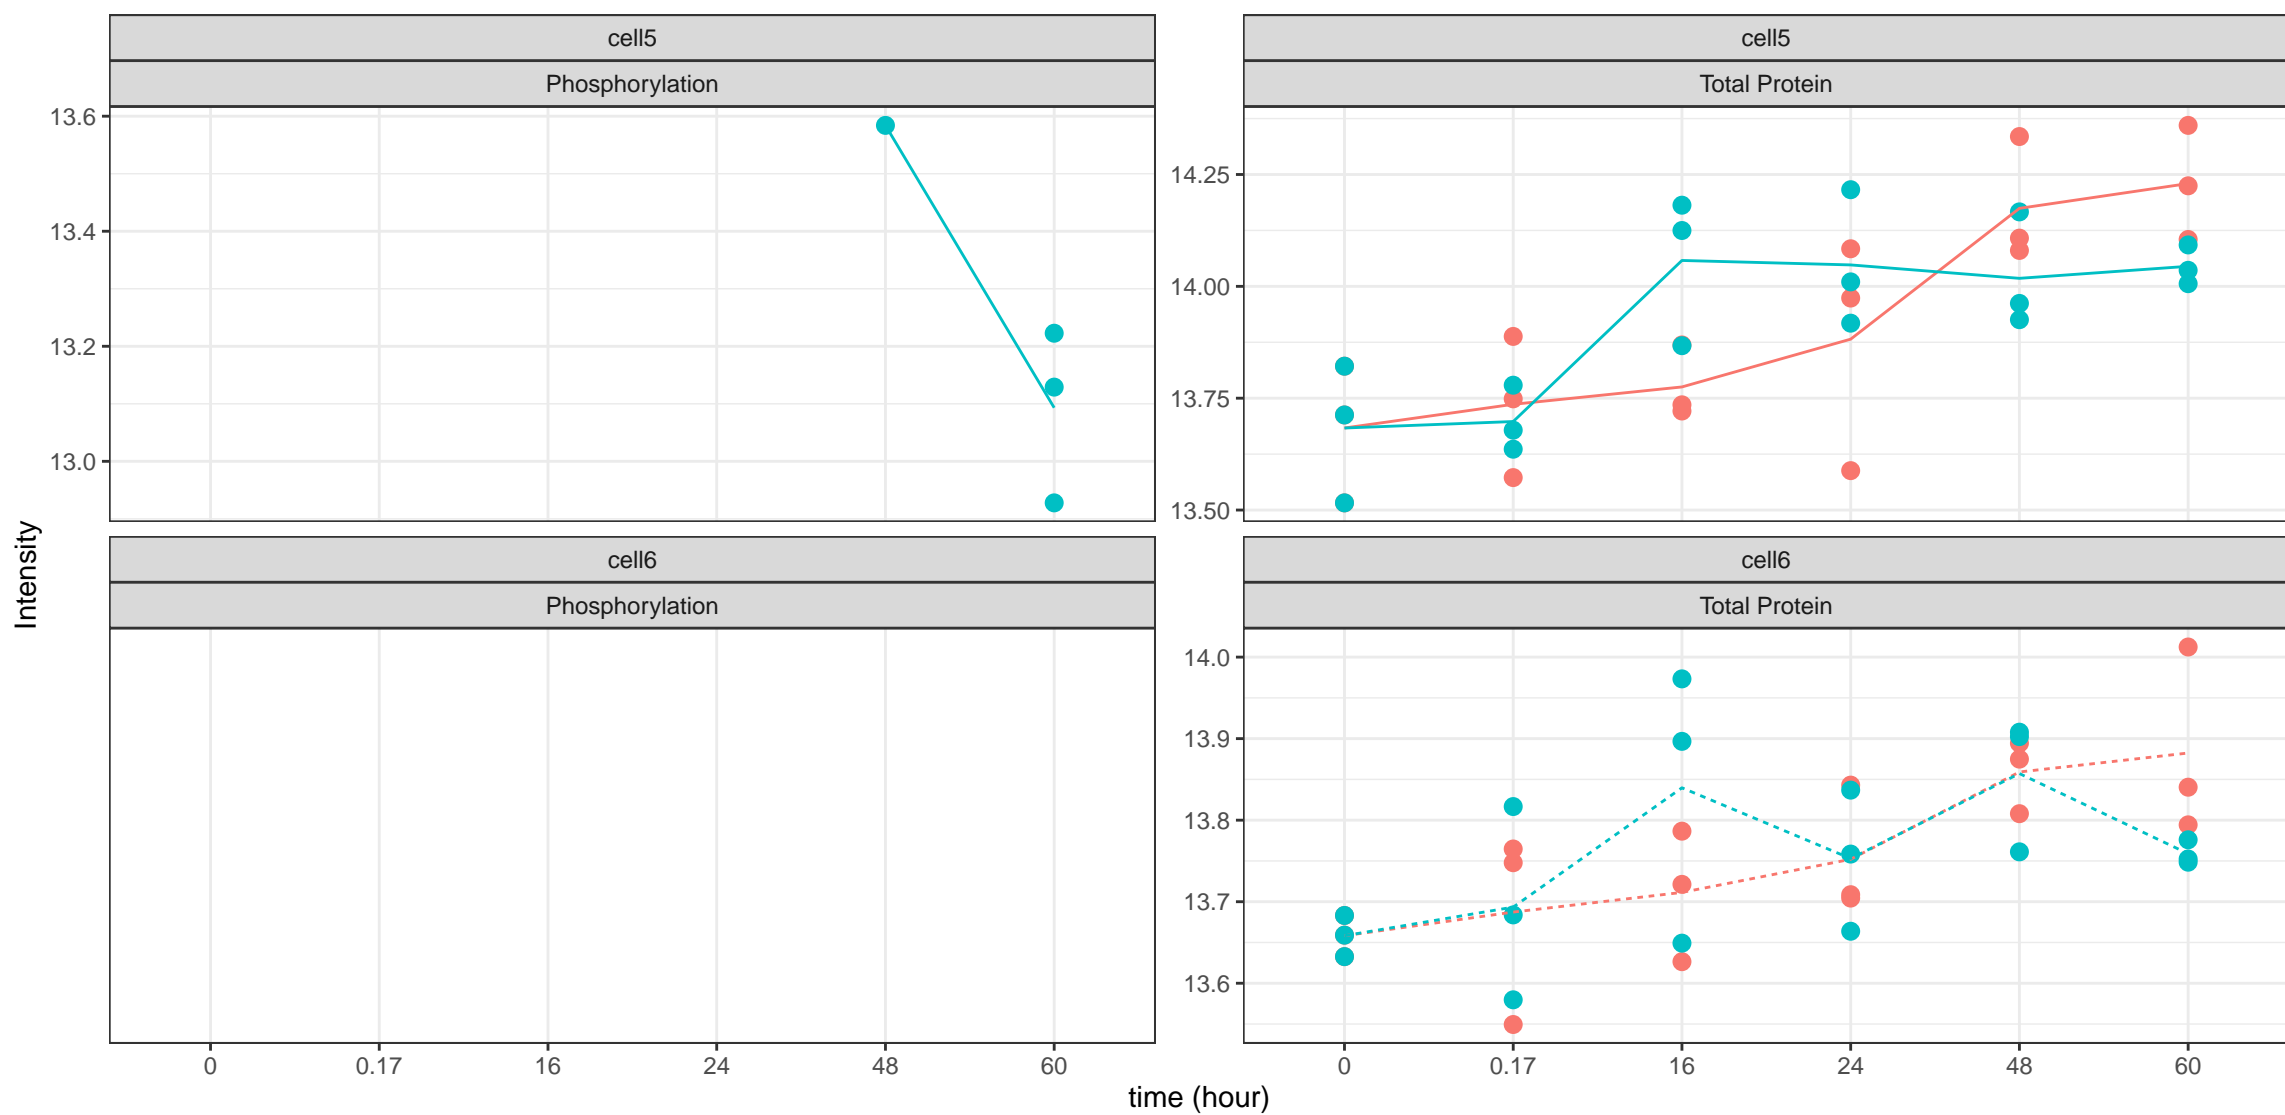 cell5
Phosphorylation
cell5
Total Protein
13.6
13.4
13.2
13.0
14.25
14.00
13.75
13.50
cell6
Phosphorylation
cell6
Total Protein
14.0
13.9
13.8
13.7
13.6
0 0.17 16 24 48 60
0 0.17 16 24 48 60
time (hour)
Intensity